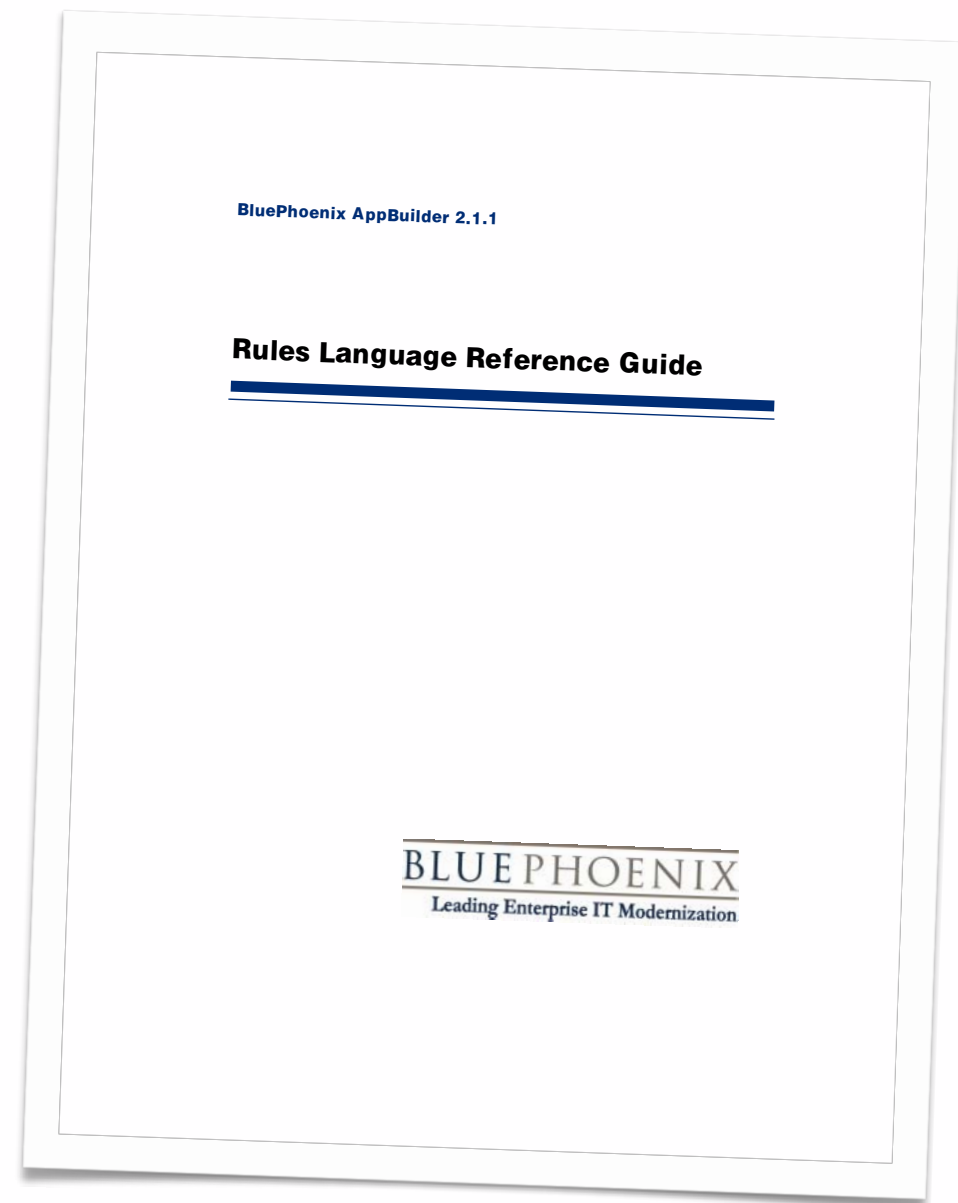 BluePhoenix AppBuilder 2.1.1
Rules Language Reference Guide
BLUEPHOENIX
Leading Enterprise IT Modernization